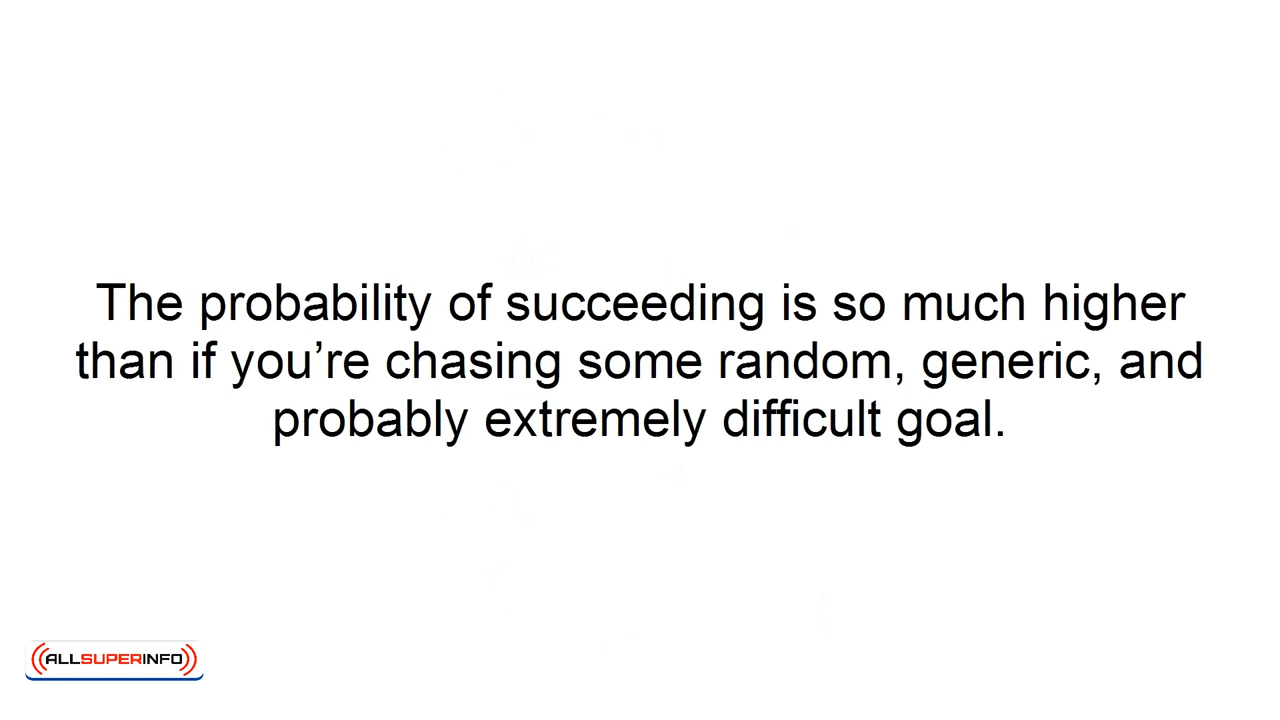 The probability of succeeding is so much higher
than if you’re chasing some random, generic, and
probably extremely difficult goal.
ALLSUPERINFO